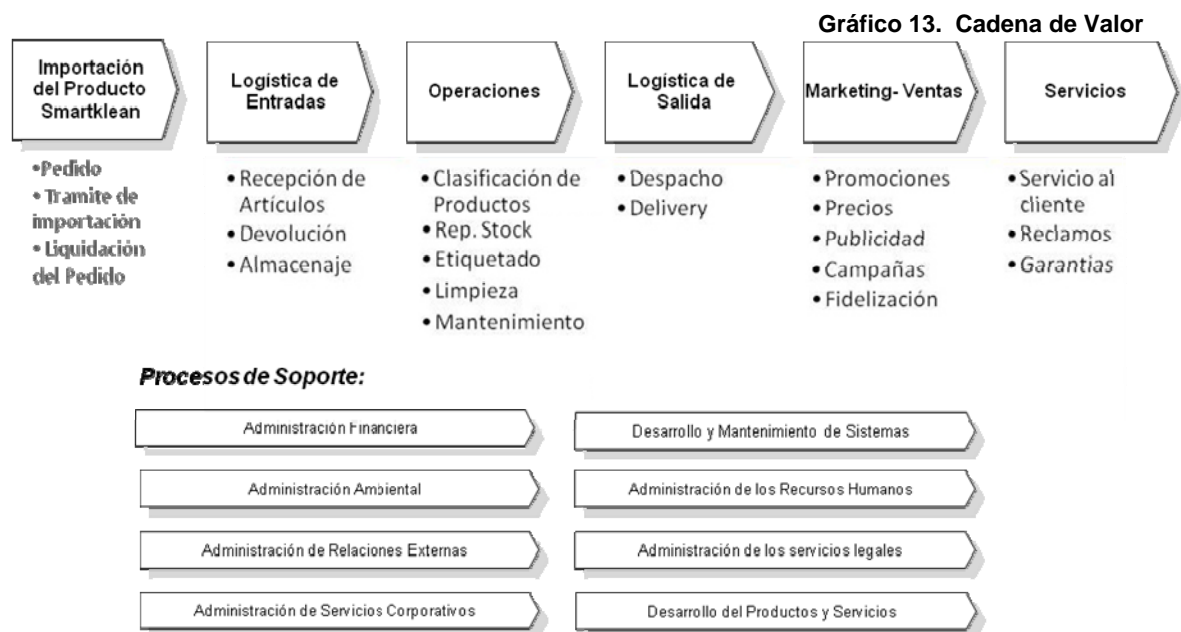 Gráfico 13. Cadena de Valor
Importación
del Producto
Smartklean
•Pedido
• Tramite de
importación
• Liquidación
del Pedido
Logística de
Entradas
• Recepción de
Artículos
• Devolución
• Almacenaje
Operaciones
• Clasificación de
Productos
• Rep. Stock
• Etiquetado
• Limpieza
• Mantenimiento
Logística de
Salida
• Despacho
• Delivery
Marketing- Ventas
• Promociones
• Precios
• Publicidad
• Campañas
• Fidelización
Servicios
• Servicio al
cliente
• Reclamos
• Garantias
Procesos de Soporte:
Administración Financiera
Desarrollo y Mantenimiento de Sistemas
Administración Ambiental
Administración de los Recursos Humanos
Administración de Relaciones Externas
Administración de los servicios legales
Administración de Servicios Corporativos
Desarrollo del Productos y Servicios